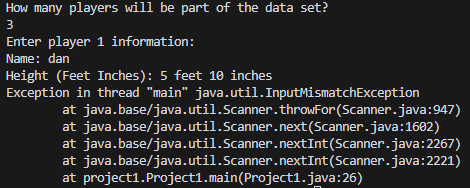 How many players will be part of the data set?
3
Enter player 1 information:
Name: dan
Height (Feet Inches): 5 feet 10 inches
Exception in thread "main" java.util.InputMismatchException
at java.base/java.util.Scanner.throwFor(Scanner.java:947)
at java.base/java.util.Scanner.next(Scanner.java:1602)
at java.base/java.util.Scanner.nextInt(Scanner.java:2267)
at java.base/java.util.Scanner.nextInt(Scanner.java:2221)
at project1.Project1.main(Project1.java:26)